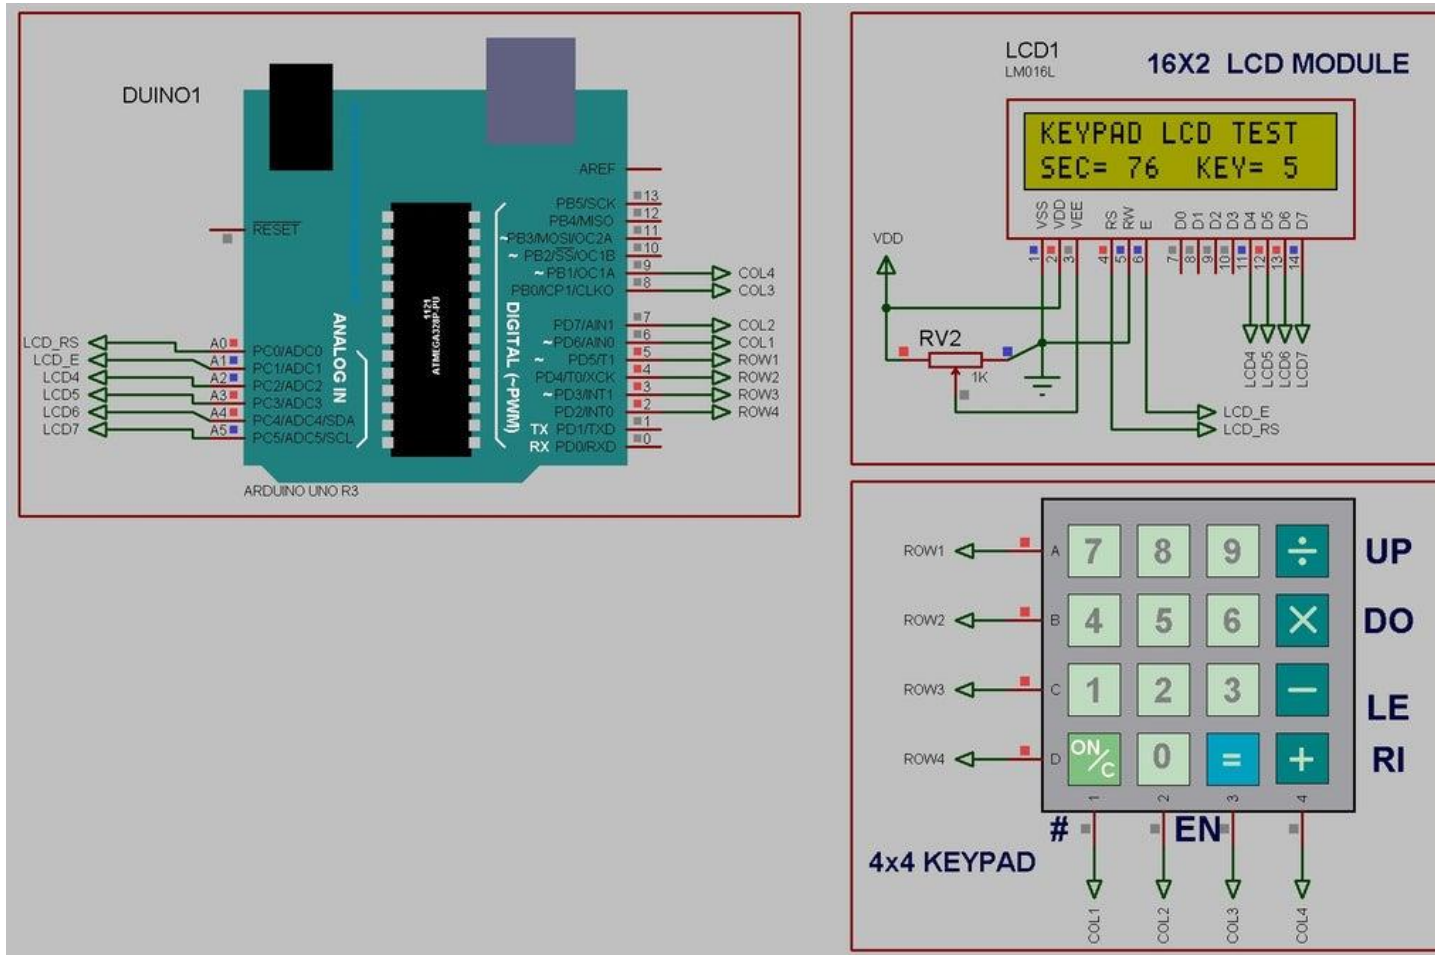 DUINO1
RESET
AREF
PB5/SCK 13
PB4/MISO 12
~PB3/MOSI/OC2A 11
~ PB2/SS/OC1B 10
~PB1/OC1A 9 COL4
PB0/ICP1/CLKO 8 COL3
PD7/AIN1 7 COL2
~PD6/AIN0 6 COL1
~ PD5/T1 5 ROW1
PD4/T0/XCK 4 ROW2
~PD3/INT1 3 ROW3
PD2/INT0 2 ROW4
TX PD1/TXD 1
RX PD0/RXD 0
LCD_RS A0 PC0/ADC0
LCD_E A1 PC1/ADC1
LCD4 A2 PC2/ADC2
LCD5 A3 PC3/ADC3
LCD6 A4 PC4/ADC4/SDA
LCD7 A5 PC5/ADC5/SCL
ANALOG IN
1121
ATMEGA328P-PU
DIGITAL (~PWM)
ARDUINO UNO R3
LCD1
LM016L
16X2 LCD MODULE
KEYPAD LCD TEST
SEC= 76 KEY= 5
VSS VDD VEE RS RW E D0 D1 D2 D3 D4 D5 D6 D7
1 2 3 4 5 6 7 8 9 10 11 12 13 14
VDD
RV2
1K
LCD4 LCD5 LCD6 LCD7
LCD_E
LCD_RS
ROW1 A 7 8 9 ÷ UP
ROW2 B 4 5 6 × DO
ROW3 C 1 2 3 − LE
ROW4 D ON/C 0 = + RI
1 2 3 4
# EN
4x4 KEYPAD
COL1 COL2 COL3 COL4